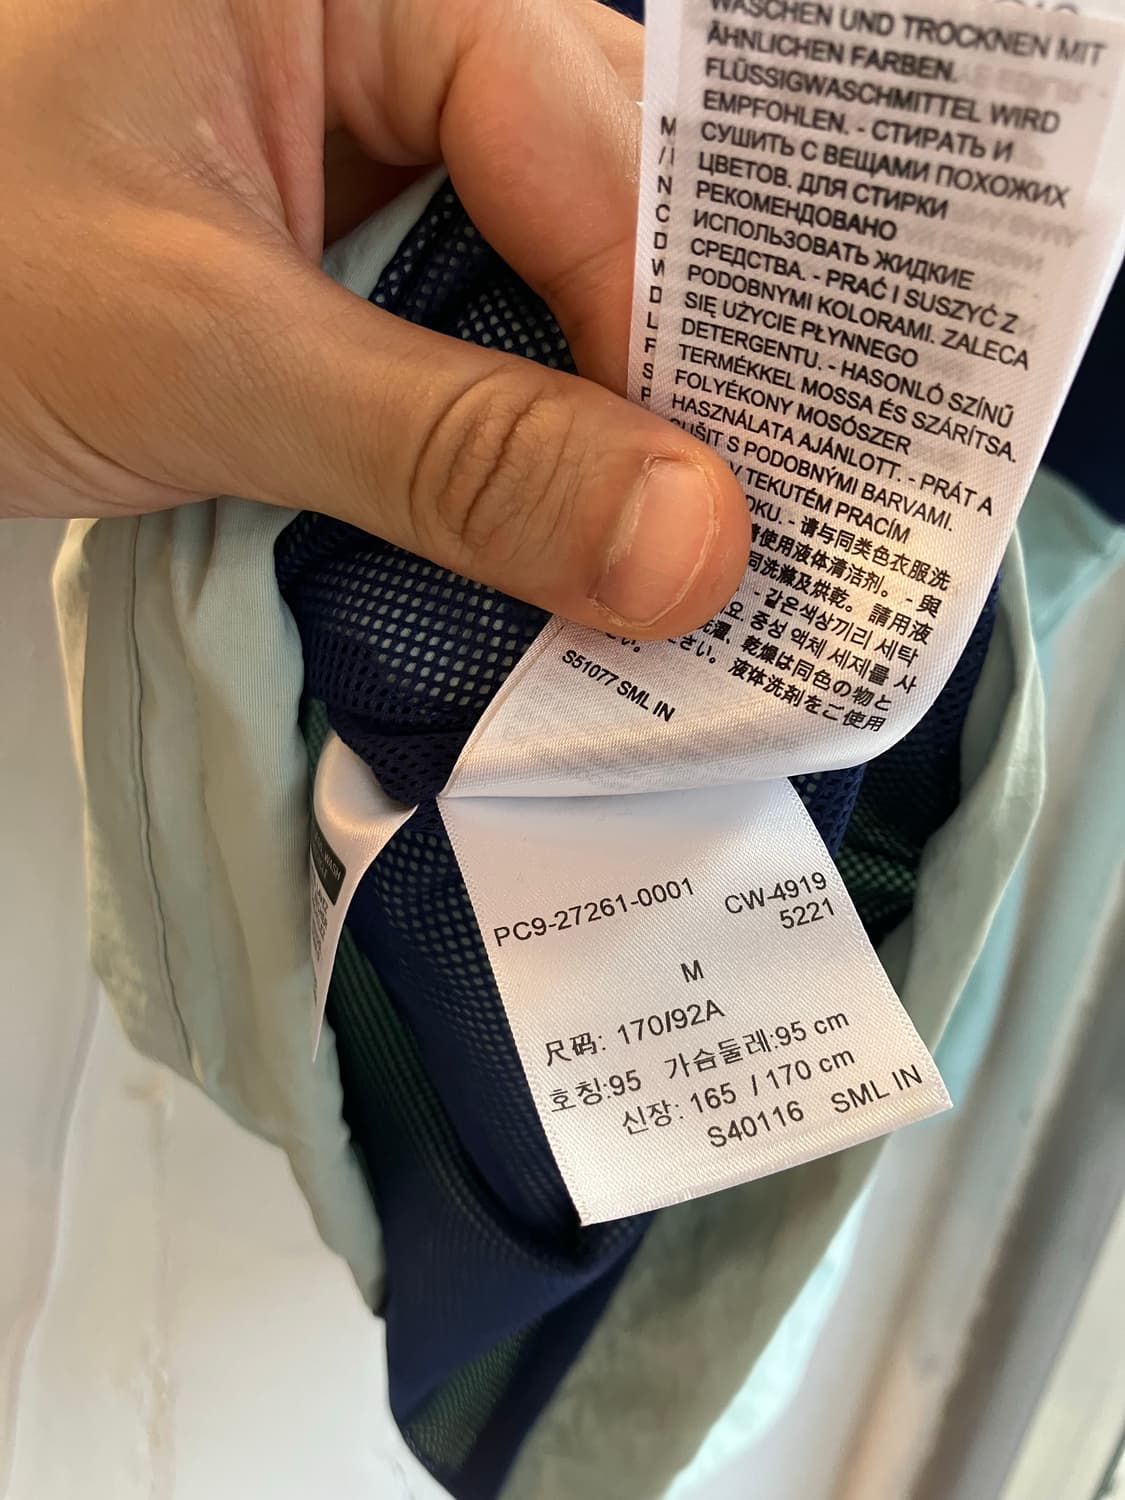 WASCHEN UND TROCKNEN MIT
ÄHNLICHEN FARBEN.
FLÜSSIGWASCHMITTEL WIRD
EMPFOHLEN. - СТИРАТЬ И
СУШИТЬ С ВЕЩАМИ ПОХОЖИХ
ЦВЕТОВ. ДЛЯ СТИРКИ
РЕКОМЕНДОВАНО
ИСПОЛЬЗОВАТЬ ЖИДКИЕ
СРЕДСТВА. - PRAĆ I SUSZYĆ Z
PODOBNYMI KOLORAMI. ZALECA
SIĘ UŻYCIE PŁYNNEGO
DETERGENTU. - HASONLÓ SZÍNŰ
TERMÉKKEL MOSSA ÉS SZÁRÍTSA.
FOLYÉKONY MOSÓSZER
HASZNÁLATA AJÁNLOTT. - PRÁT A
SUŠIT S PODOBNÝMI BARVAMI.
V TEKUTÉM PRACÍM
- 请与同类色衣服洗
使用液体清洁剂。 - 與
同洗滌及烘乾。 請用液
- 같은색상끼리 세탁
중성 액체 세제를 사
洗濯、乾燥は同色の物と
さい。 液体洗剤をご使用
S51077 SML IN
PC9-27261-0001 CW-4919
5221
M
尺码: 170/92A
호칭:95 가슴둘레:95 cm
신장: 165 / 170 cm
S40116 SML IN